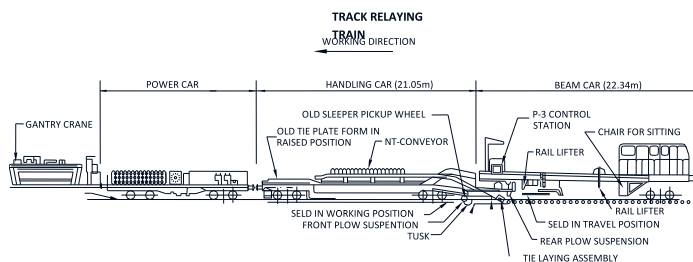 TRACK RELAYING
TRAIN
WORKING DIRECTION
POWER CAR
HANDLING CAR (21.05m)
BEAM CAR (22.34m)
GANTRY CRANE
OLD SLEEPER PICKUP WHEEL
OLD TIE PLATE FORM IN
RAISED POSITION
NT-CONVEYOR
P-3 CONTROL
STATION
CHAIR FOR SITTING
RAIL LIFTER
SELD IN WORKING POSITION
FRONT PLOW SUSPENTION
TUSK
RAIL LIFTER
SELD IN TRAVEL POSITION
REAR PLOW SUSPENSION
TIE LAYING ASSEMBLY